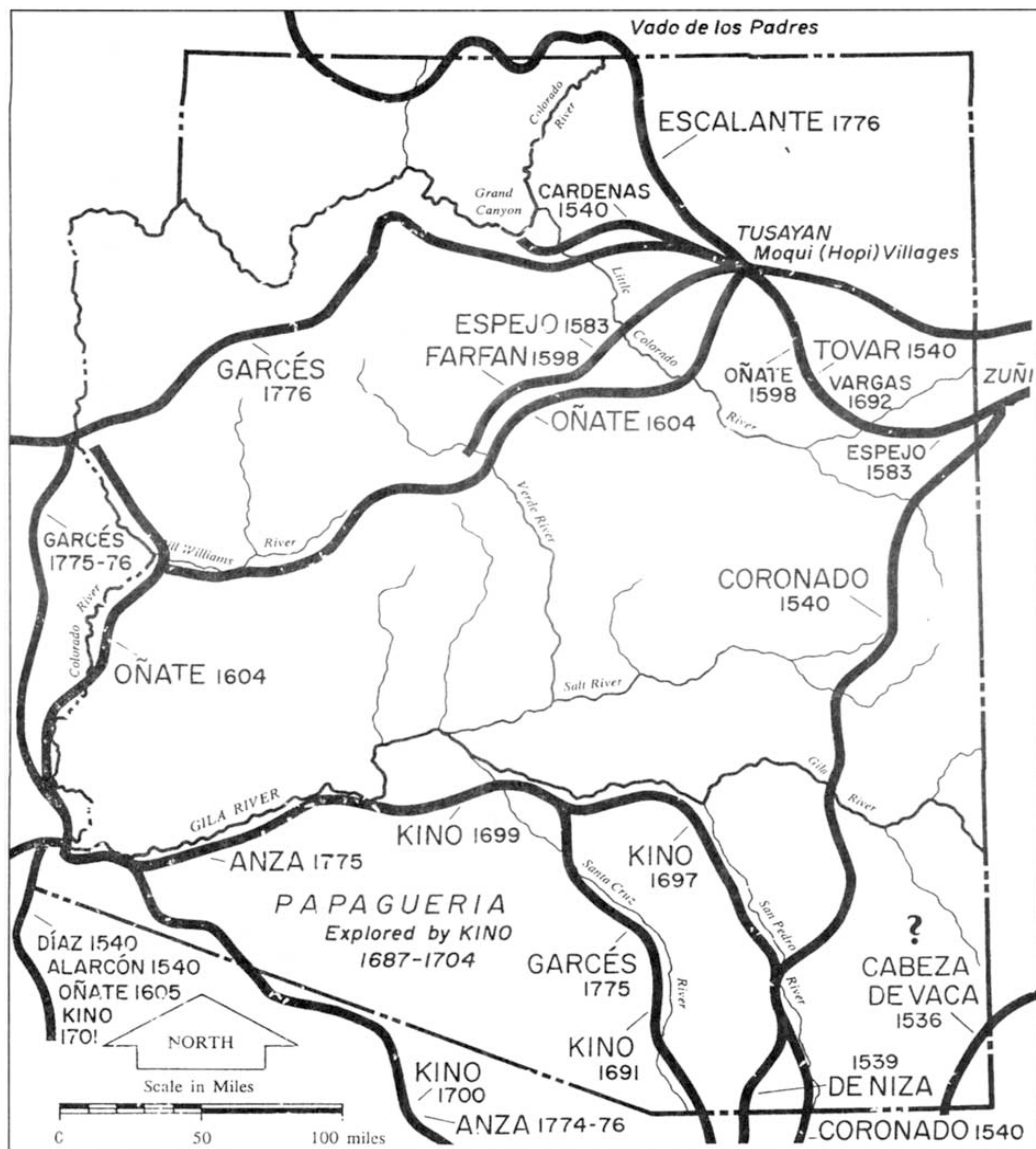 Vado de los Padres
ESCALANTE 1776
Colorado
River
Grand
Canyon
CARDENAS
1540
TUSAYAN
Moqui (Hopi) Villages
Little
Colorado
River
ESPEJO 1583
FARFAN 1598
GARCÉS
1776
OÑATE 1604
OÑATE
1598
TOVAR 1540
VARGAS
1692
ZUÑI
ESPEJO
1583
Verde River
GARCÉS
1775-76
Williams
River
Colorado River
OÑATE 1604
CORONADO
1540
Salt River
Gila
River
GILA RIVER
KINO 1699
ANZA 1775
KINO
1697
PAPAGUERIA
Explored by KINO
1687-1704
Santa Cruz
River
San Pedro
River
GARCÉS
1775
?
CABEZA
DE VACA
1536
DÍAZ 1540
ALARCÓN 1540
OÑATE 1605
KINO
1701
NORTH
Scale in Miles
0 50 100 miles
KINO
1691
KINO
1700
ANZA 1774-76
1539
DE NIZA
CORONADO 1540